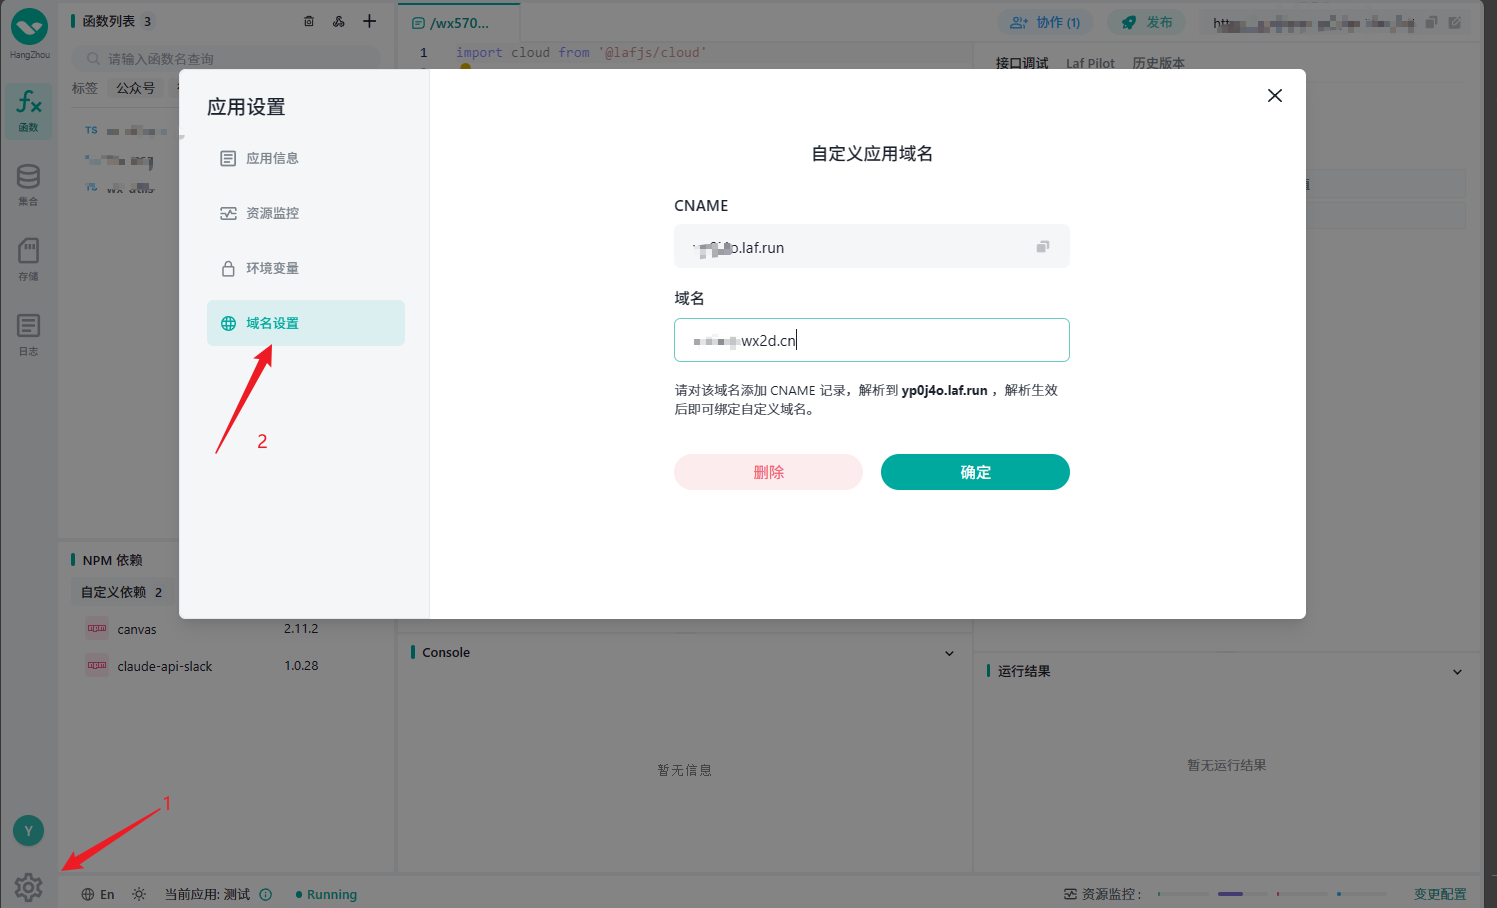 HangZhou
函数
集合
存储
日志
Y
函数列表 3
请输入函数名查询
标签 公众号
TS
NPM 依赖
自定义依赖 2
canvas 2.11.2
claude-api-slack 1.0.28
/wx570...
1 import cloud from '@lafjs/cloud'
协作 (1)
发布
接口调试 Laf Pilot 历史版本
应用设置
应用信息
资源监控
环境变量
域名设置
2
自定义应用域名
CNAME
o.laf.run
域名
wx2d.cn
请对该域名添加 CNAME 记录，解析到 yp0j4o.laf.run ，解析生效
后即可绑定自定义域名。
删除 确定
Console
暂无信息
运行结果
暂无运行结果
1
En 当前应用: 测试 Running
资源监控 :
变更配置